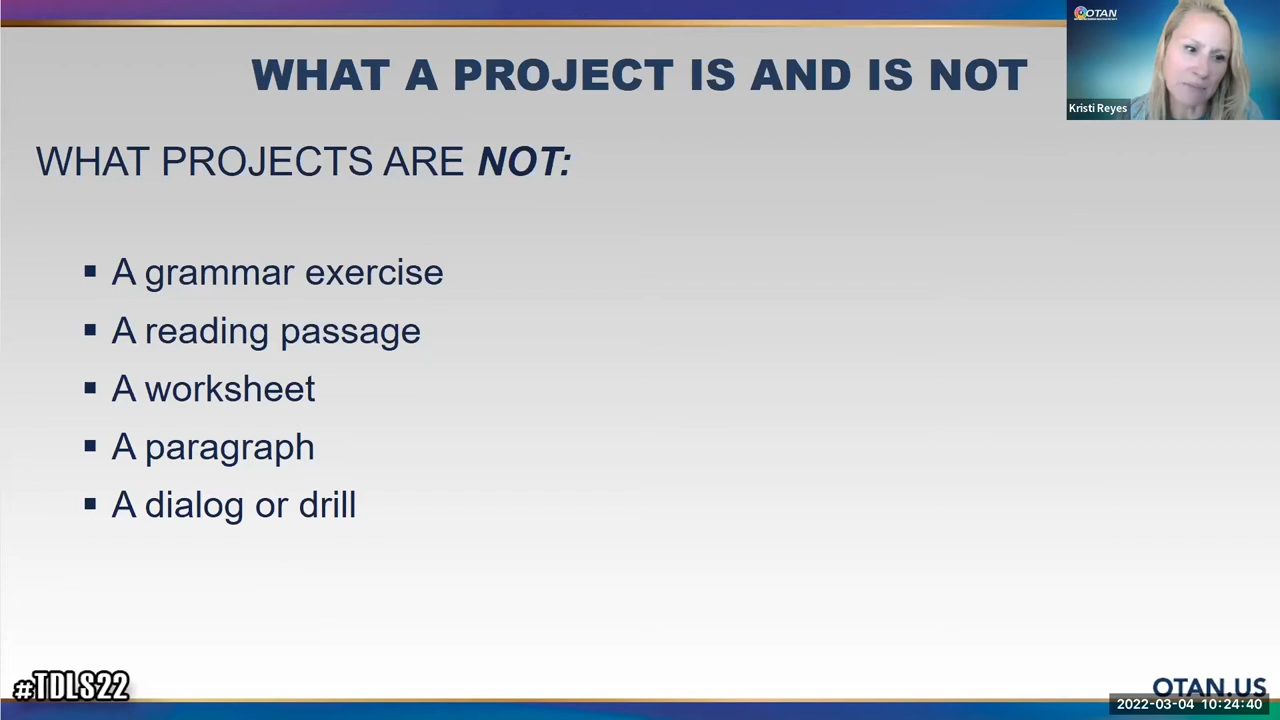 WHAT A PROJECT IS AND IS NOT
OTAN
Kristi Reyes
WHAT PROJECTS ARE NOT:
▪ A grammar exercise
▪ A reading passage
▪ A worksheet
▪ A paragraph
▪ A dialog or drill
#TDLS22
OTAN.US
2022-03-04 10:24:40